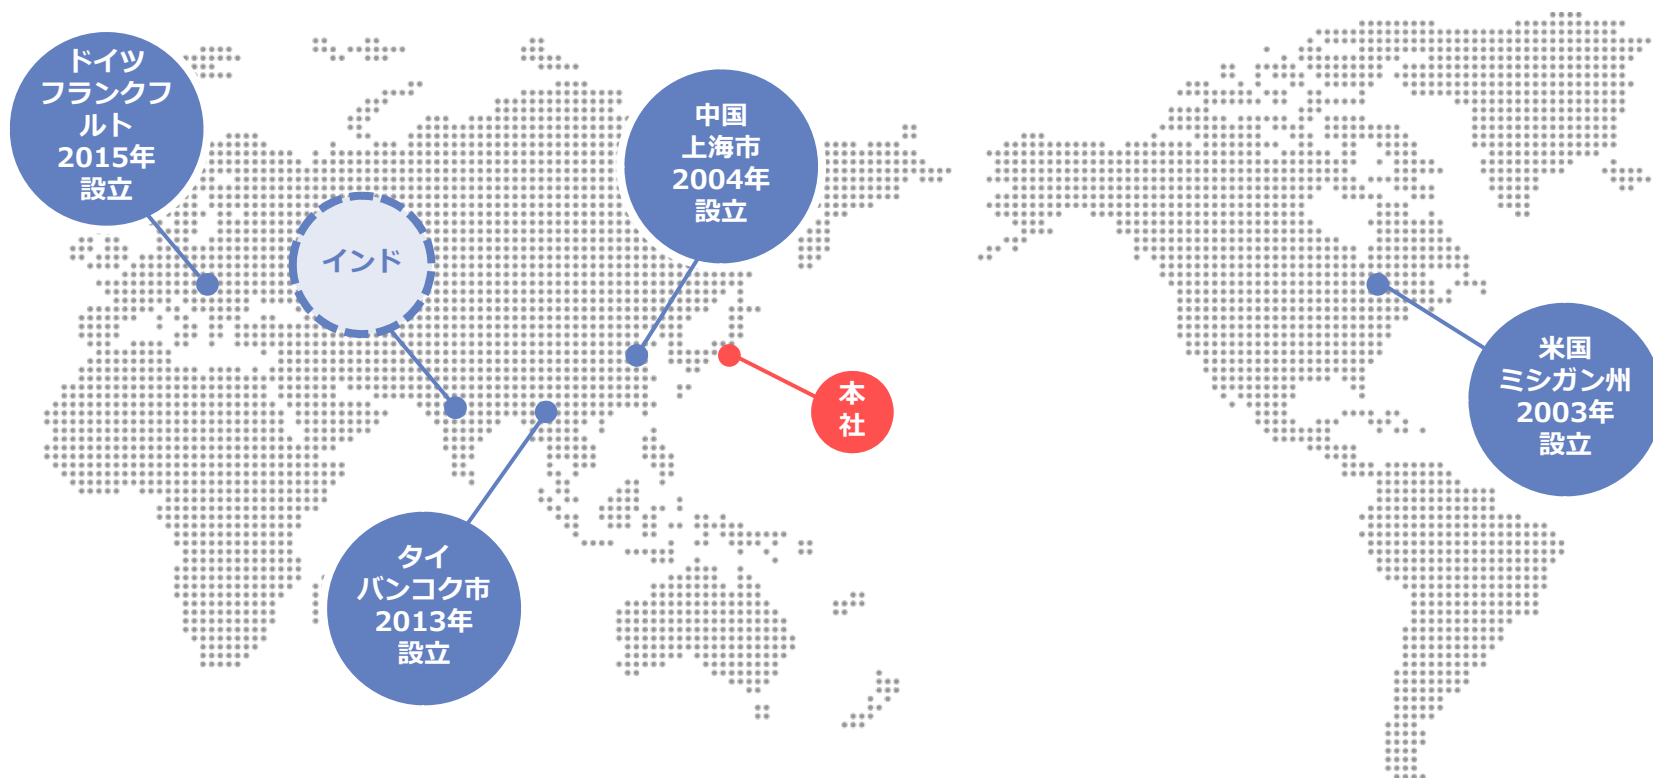 ドイツ
フランクフ
ルト
2015年
設立
中国
上海市
2004年
設立
インド
本
社
米国
ミシガン州
2003年
設立
タイ
バンコク市
2013年
設立